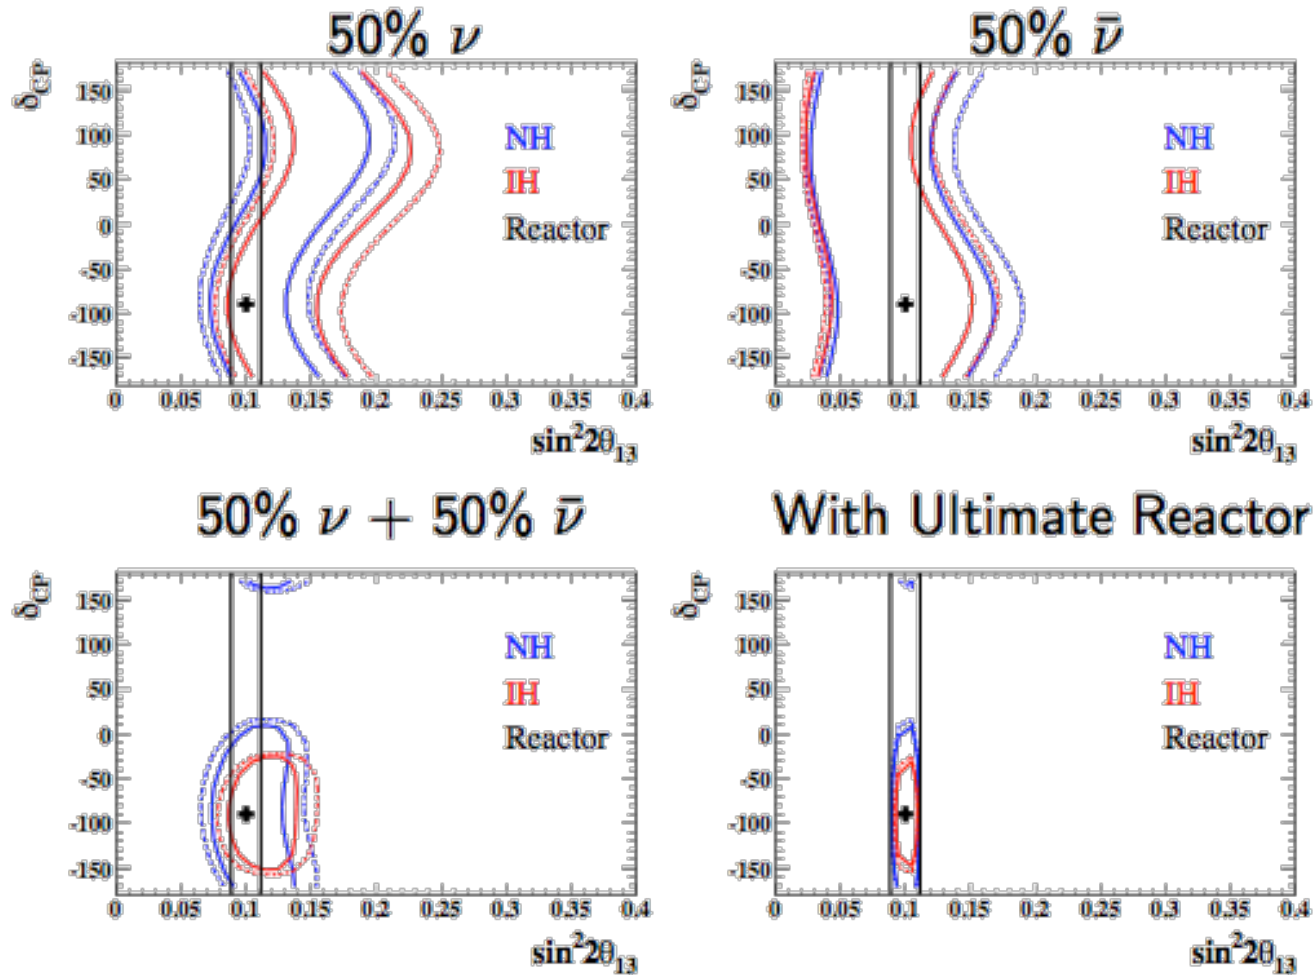 50% ν
δCP
150
100
50
0
-50
-100
-150
NH
IH
Reactor
0 0.05 0.1 0.15 0.2 0.25 0.3 0.35 0.4
sin²2θ₁₃
50% ν̄
δCP
150
100
50
0
-50
-100
-150
NH
IH
Reactor
0 0.05 0.1 0.15 0.2 0.25 0.3 0.35 0.4
sin²2θ₁₃
50% ν + 50% ν̄
δCP
150
100
50
0
-50
-100
-150
NH
IH
Reactor
0 0.05 0.1 0.15 0.2 0.25 0.3 0.35 0.4
sin²2θ₁₃
With Ultimate Reactor
δCP
150
100
50
0
-50
-100
-150
NH
IH
Reactor
0 0.05 0.1 0.15 0.2 0.25 0.3 0.35 0.4
sin²2θ₁₃